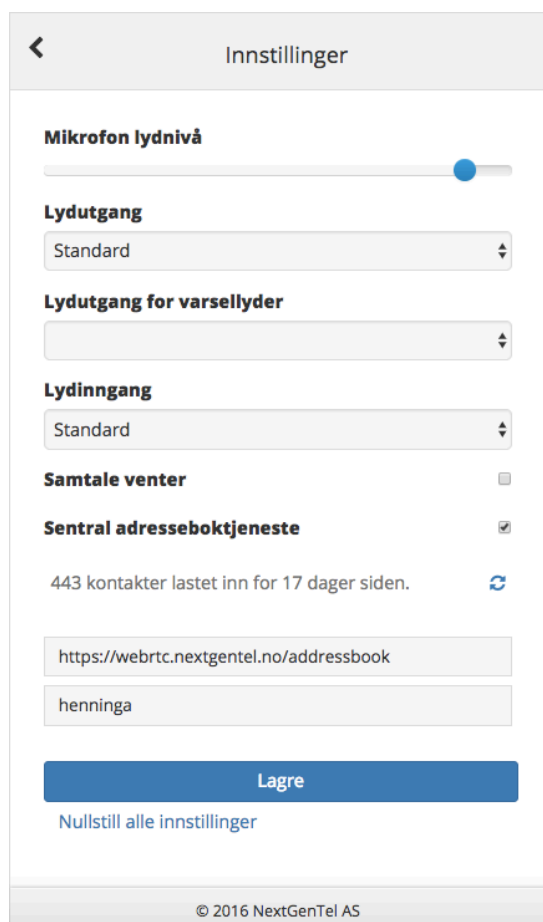 Innstillinger
Mikrofon lydnivå
Lydutgang
Standard
Lydutgang for varsellyder
Lydinngang
Standard
Samtale venter
Sentral adresseboktjeneste
443 kontakter lastet inn for 17 dager siden.
https://webrtc.nextgentel.no/addressbook
henninga
Lagre
Nullstill alle innstillinger
© 2016 NextGenTel AS